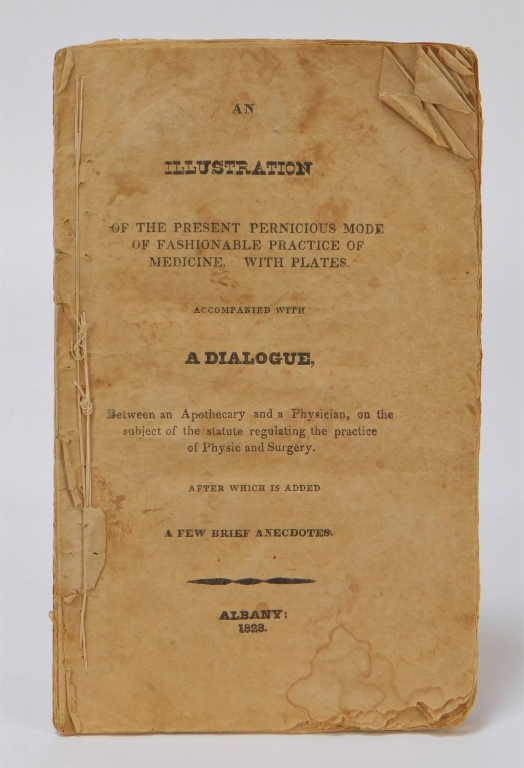 AN
ILLUSTRATION
OF THE PRESENT PERNICIOUS MODE
OF FASHIONABLE PRACTICE OF
MEDICINE. WITH PLATES.
ACCOMPANIED WITH
A DIALOGUE,
Between an Apothecary and a Physician, on the
subject of the statute regulating the practice
of Physic and Surgery.
AFTER WHICH IS ADDED
A FEW BRIEF ANECDOTES.
ALBANY:
1828.